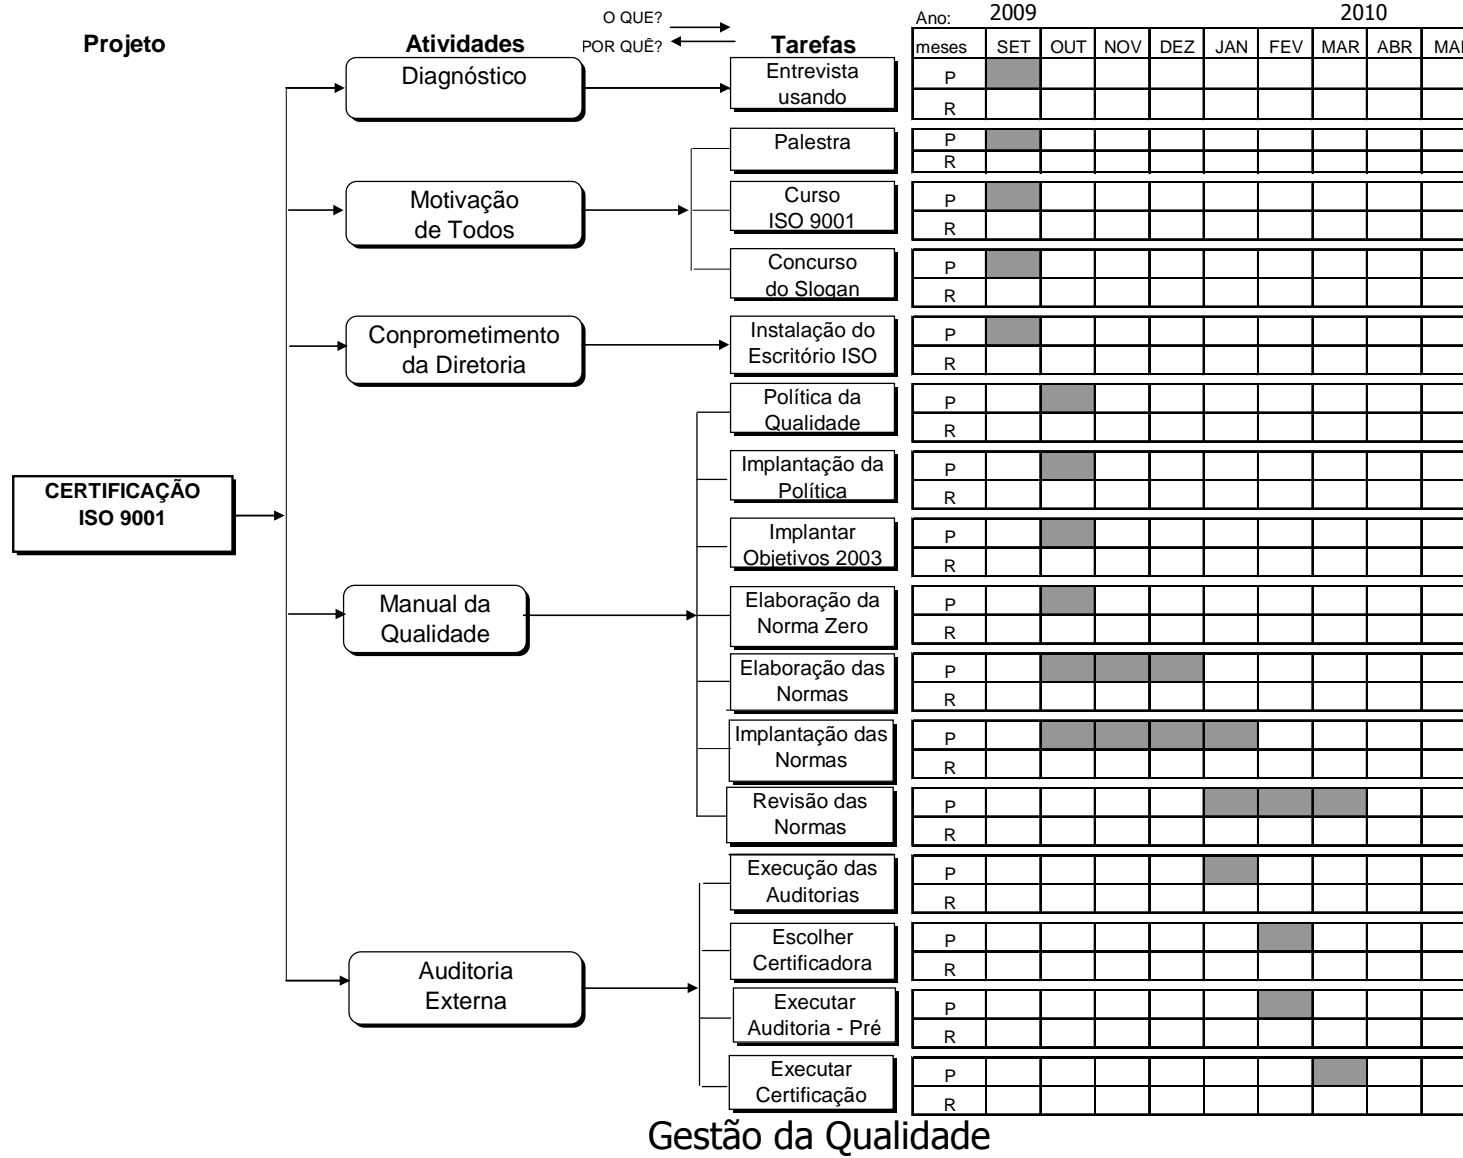 O QUE?
POR QUÊ?
Projeto
Atividades
Tarefas
Ano:
2009
2010
meses
SET
OUT
NOV
DEZ
JAN
FEV
MAR
ABR
Diagnóstico
Entrevista
usando
P
R
Motivação
de Todos
Palestra
P
R
Curso
ISO 9001
P
R
Concurso
do Slogan
P
R
Conprometimento
da Diretoria
Instalação do
Escritório ISO
P
R
CERTIFICAÇÃO
ISO 9001
Manual da
Qualidade
Política da
Qualidade
P
R
Implantação da
Política
P
R
Implantar
Objetivos 2003
P
R
Elaboração da
Norma Zero
P
R
Elaboração das
Normas
P
R
Implantação das
Normas
P
R
Revisão das
Normas
P
R
Auditoria
Externa
Execução das
Auditorias
P
R
Escolher
Certificadora
P
R
Executar
Auditoria - Pré
P
R
Executar
Certificação
P
R
Gestão da Qualidade